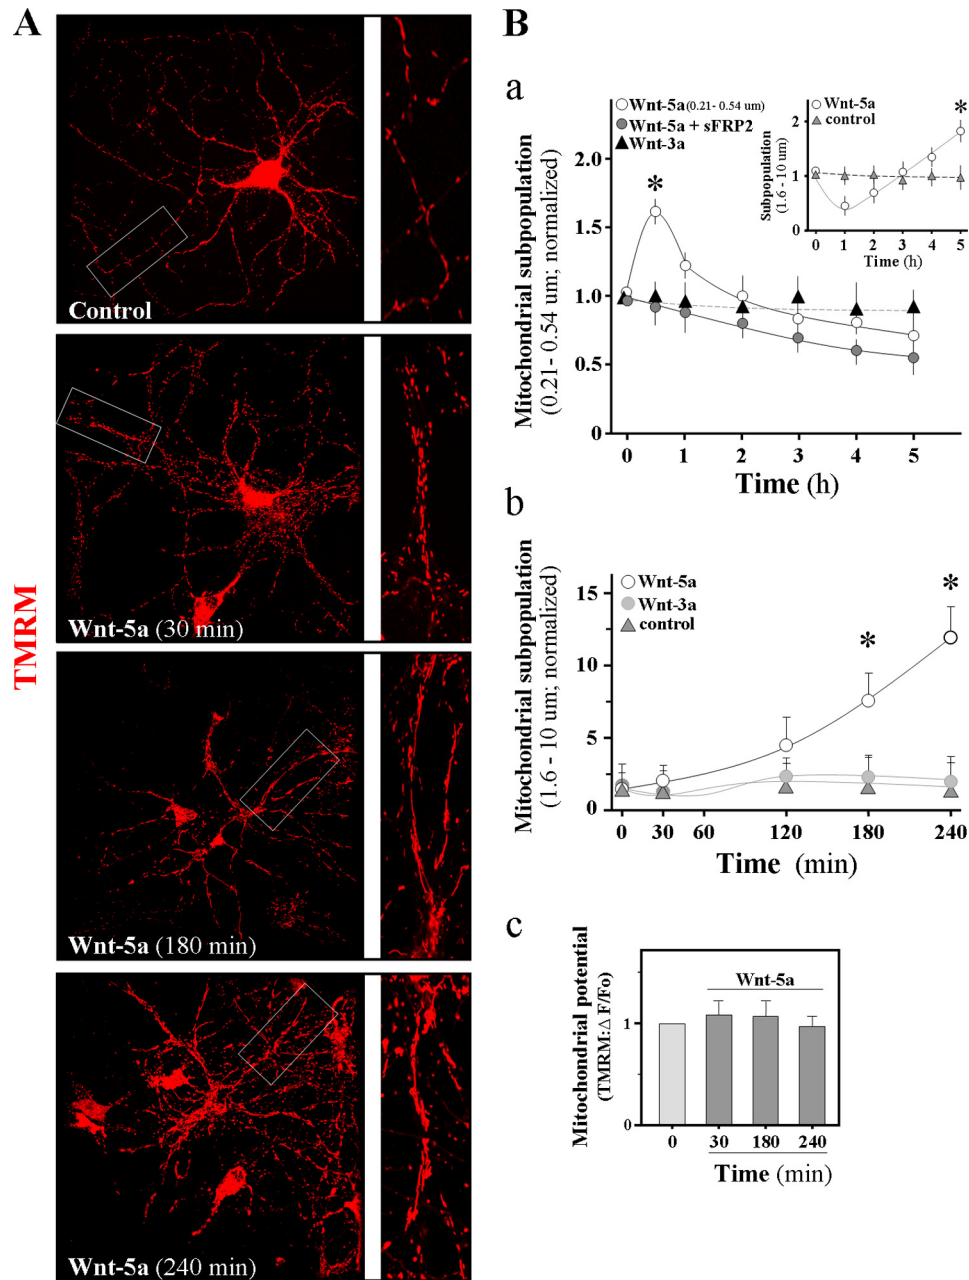 A
TMRM
Control
Wnt-5a (30 min)
Wnt-5a (180 min)
Wnt-5a (240 min)
B
a
Mitochondrial subpopulation
(0.21- 0.54 um; normalized)
Wnt-5a (0.21- 0.54 um)
Wnt-5a + sFRP2
Wnt-3a
*
2.0
1.5
1.0
0.5
0
0 1 2 3 4 5
Time (h)
Subpopulation
(1.6 - 10 um)
Wnt-5a
control
*
2
1
0
0 1 2 3 4 5
Time (h)
b
Mitochondrial subpopulation
(1.6 - 10 um; normalized)
Wnt-5a
Wnt-3a
control
*
*
15
10
5
0
0 30 60 120 180 240
Time (min)
c
Mitochondrial potential
(TMRM:Δ F/Fo)
Wnt-5a
1
0
0 30 180 240
Time (min)